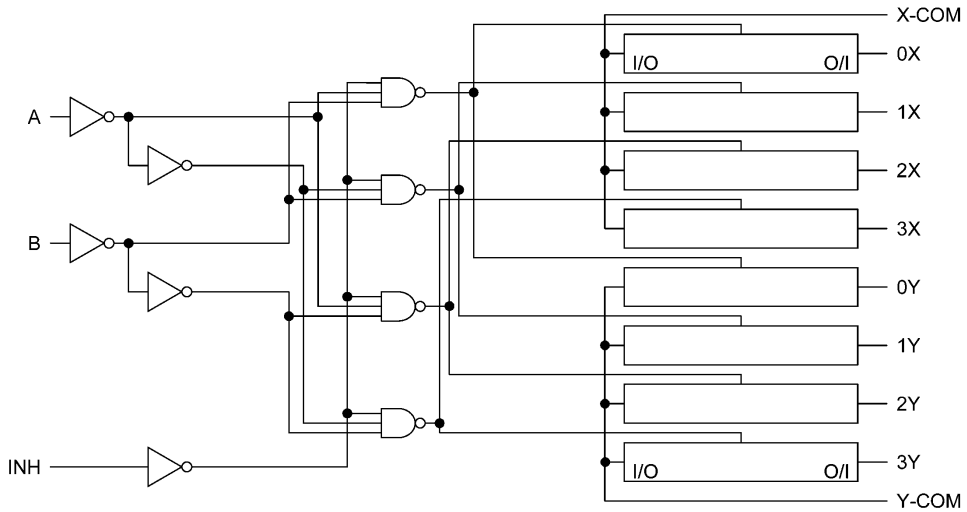 X-COM
I/O O/I 0X
A
1X
2X
B
3X
0Y
1Y
2Y
INH
I/O O/I 3Y
Y-COM